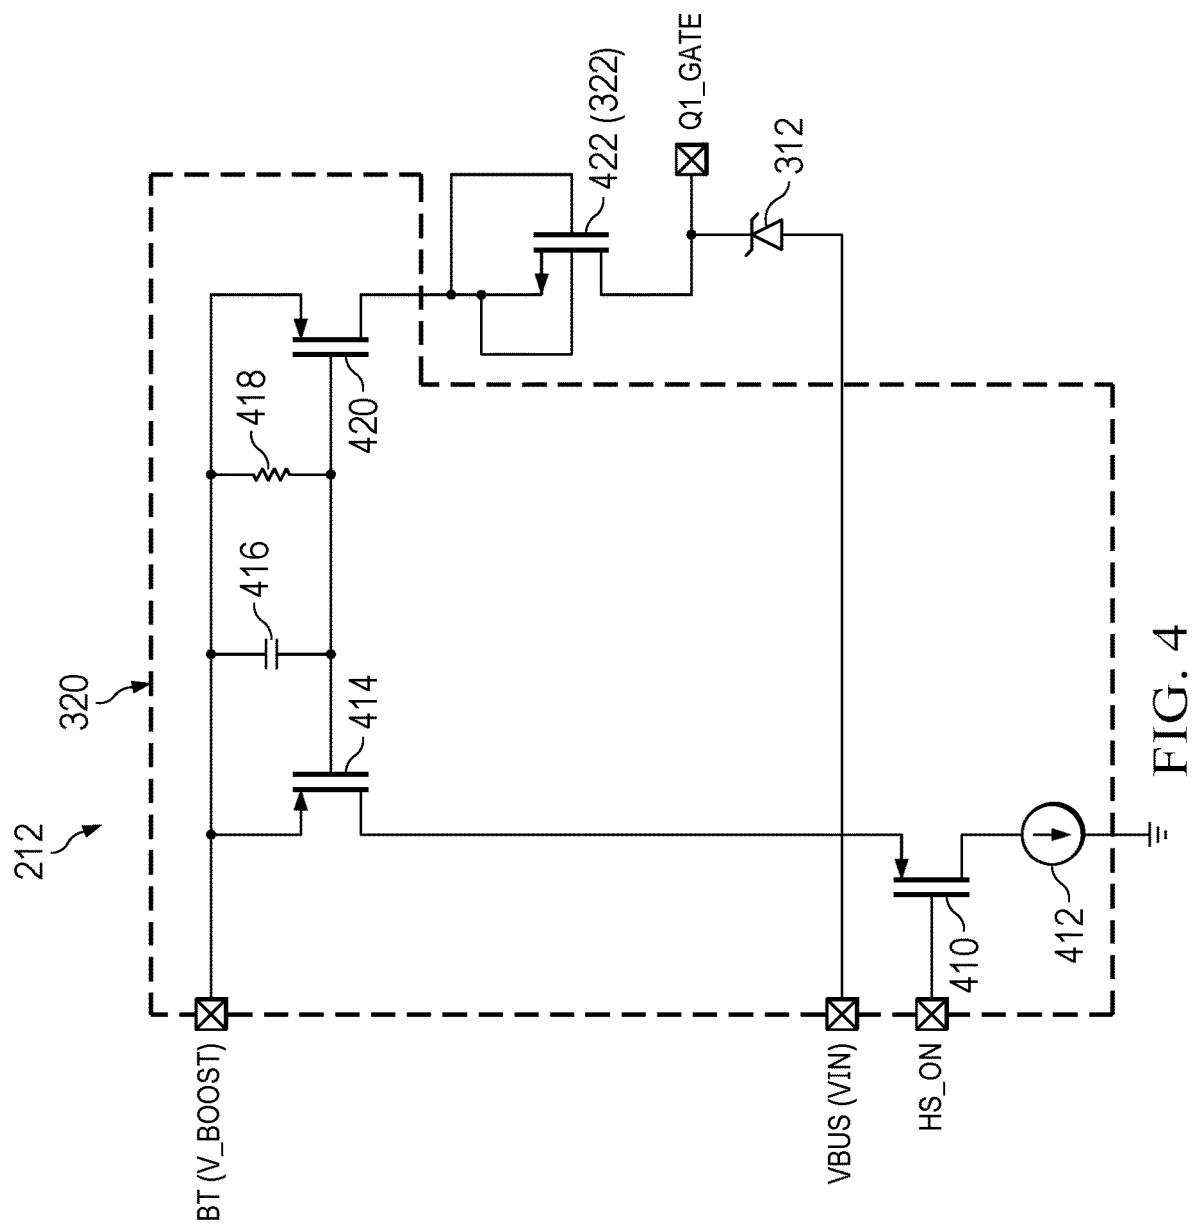 212
320
BT (V_BOOST)
414
416
418
420
422 (322)
Q1_GATE
312
VBUS (VIN)
HS_ON
410
412
FIG. 4